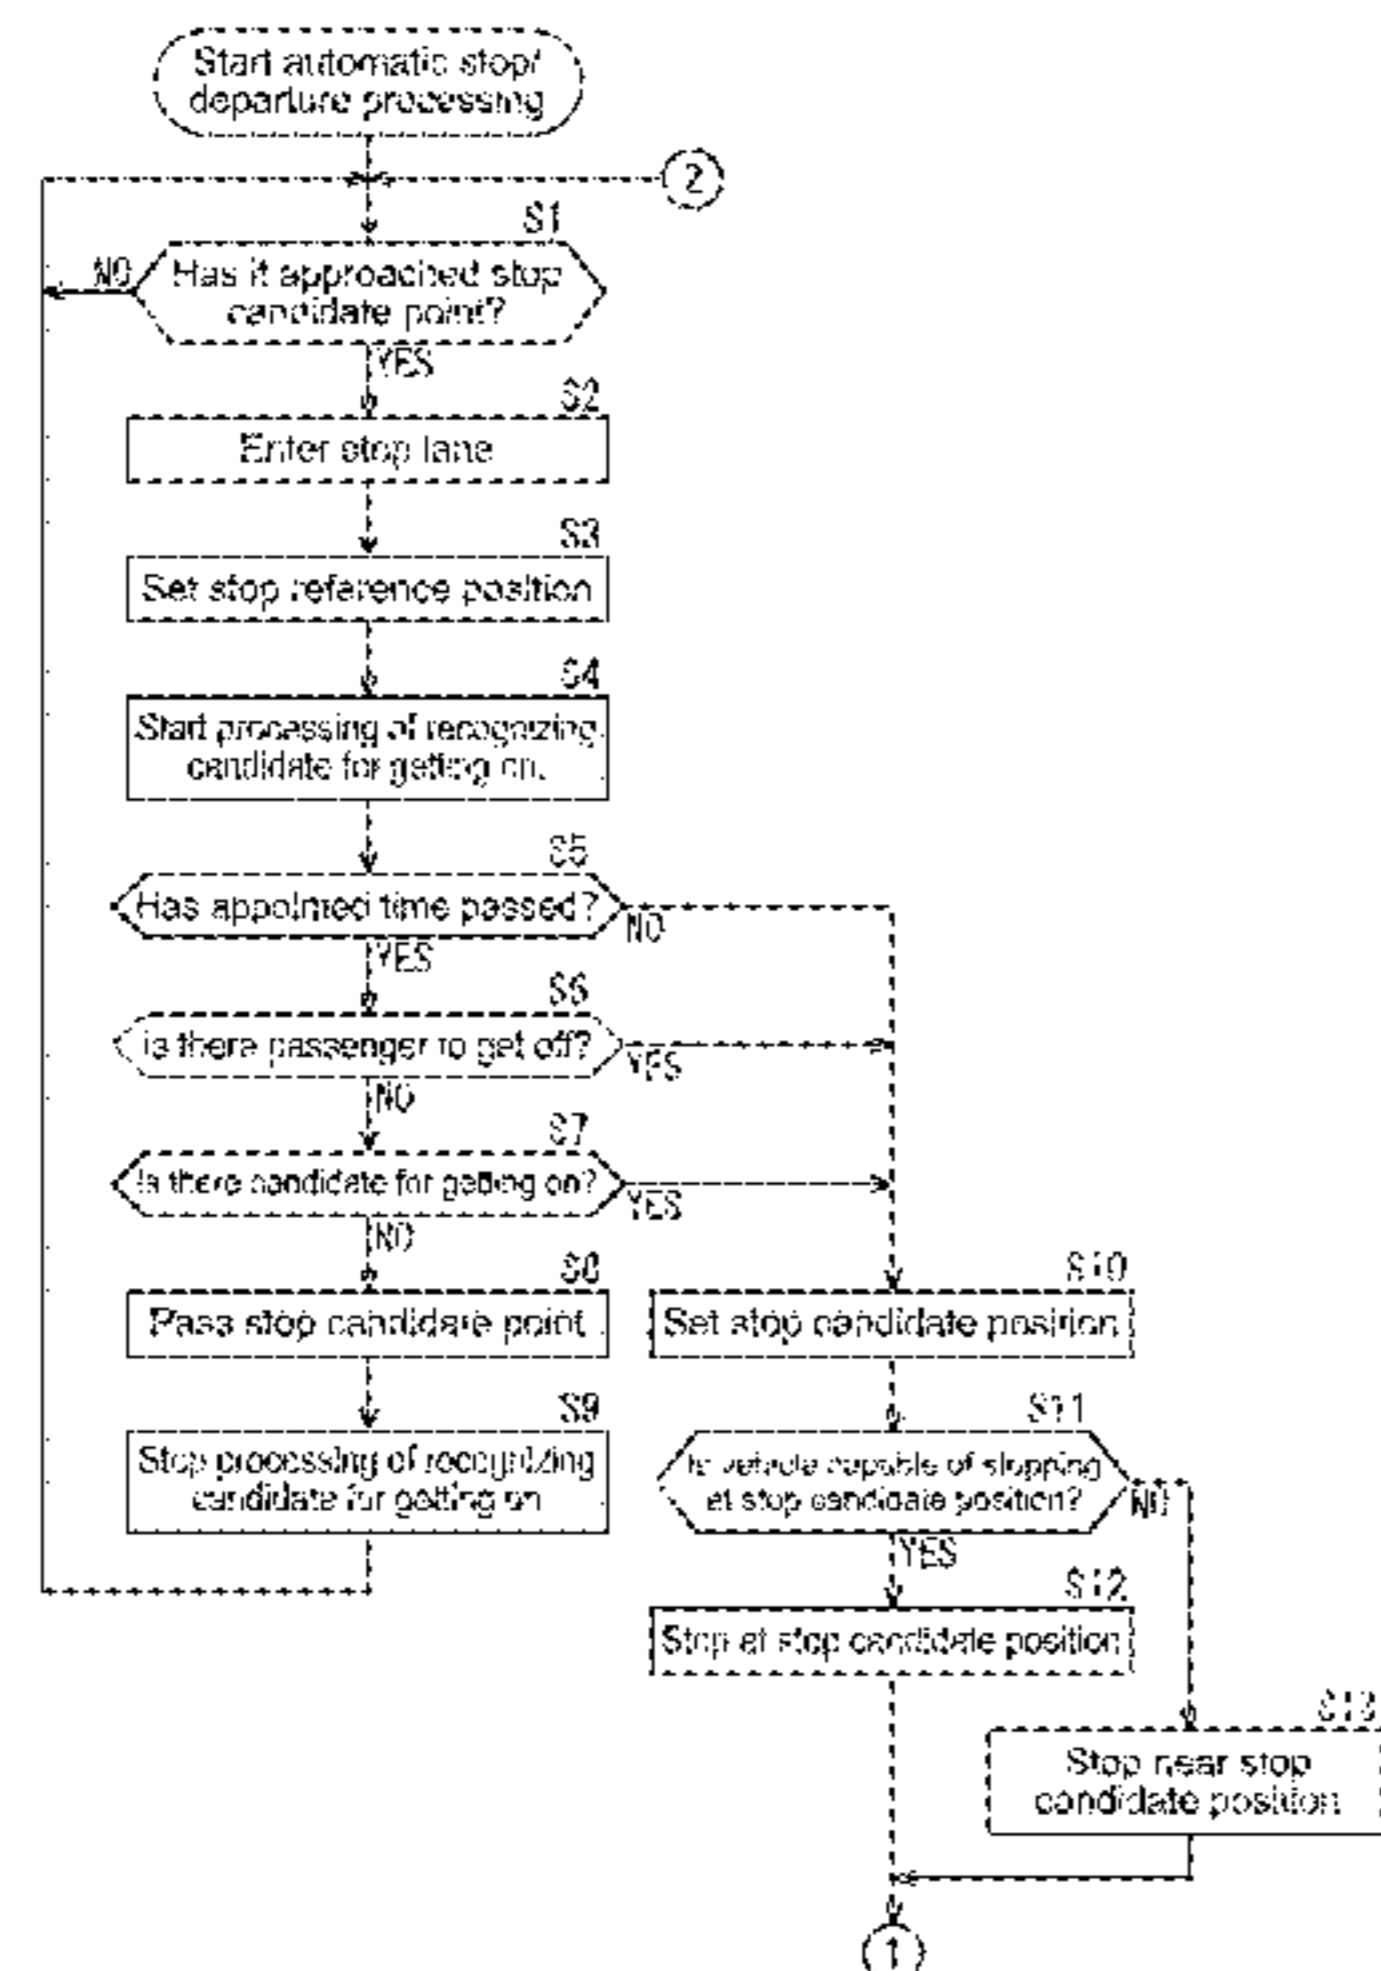 Start automatic stop/
departure processing
2
S1
NO
Has it approached stop
candidate point?
YES
S2
Enter stop lane
S3
Set stop reference position
S4
Start processing of recognizing
candidate for getting on.
S5
Has appointed time passed?
NO
YES
S6
is there passenger to get off?
YES
NO
S7
Is there candidate for getting on?
YES
NO
S8
Pass stop candidate point
S10
Set stop candidate position
S9
Stop processing of recognizing
candidate for getting on
S11
Is vehicle capable of stopping
at stop candidate position?
NO
YES
S12
Stop at stop candidate position
S13
Stop near stop
candidate position
1